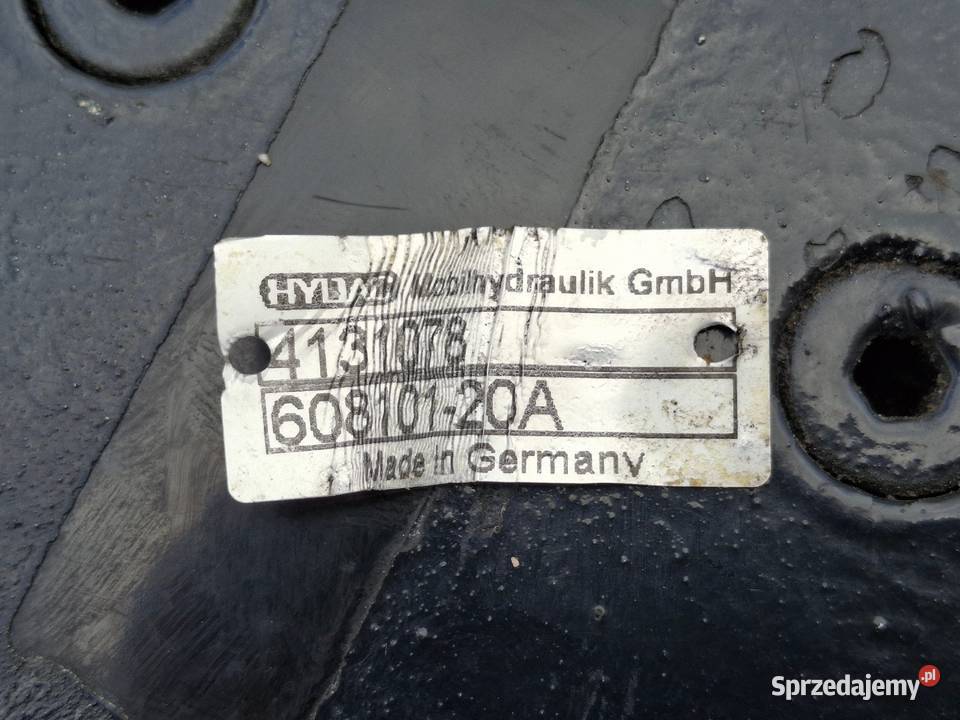 HYDAC Mobilhydraulik GmbH
4131078
608101-20A
Made in Germany
Sprzedajemy.pl